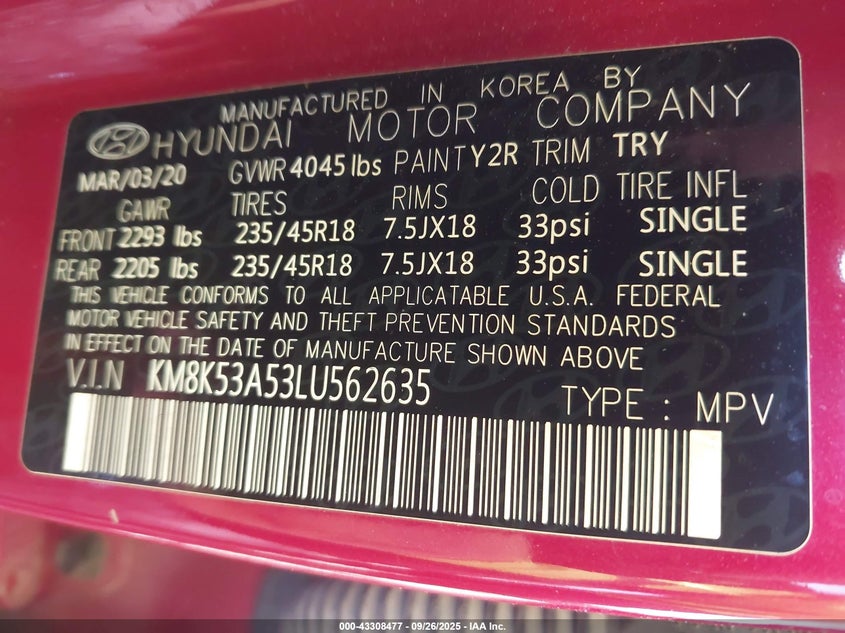 MANUFACTURED IN KOREA BY
HYUNDAI MOTOR COMPANY
MAR/03/20 GVWR 4045 lbs PAINT Y2R TRIM TRY
GAWR TIRES RIMS COLD TIRE INFL
FRONT 2293 lbs 235/45R18 7.5JX18 33psi SINGLE
REAR 2205 lbs 235/45R18 7.5JX18 33psi SINGLE
THIS VEHICLE CONFORMS TO ALL APPLICATABLE U.S.A. FEDERAL
MOTOR VEHICLE SAFETY AND THEFT PREVENTION STANDARDS
IN EFFECT ON THE DATE OF MANUFACTURE SHOWN ABOVE
V.I.N KM8K53A53LU562635 TYPE : MPV
000-43308477 - 09/26/2025 - IAA Inc.